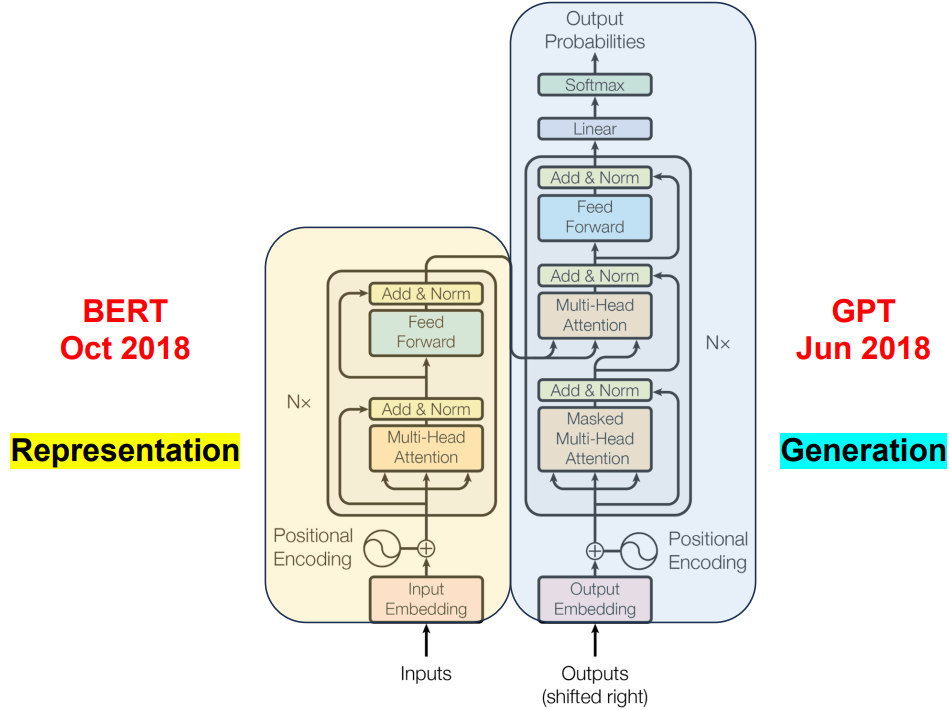 BERT
Oct 2018
Representation
Add & Norm
Feed
Forward
Nx
Add & Norm
Multi-Head
Attention
Positional
Encoding
Input
Embedding
Inputs
Output
Probabilities
Softmax
Linear
Add & Norm
Feed
Forward
Add & Norm
Multi-Head
Attention
Nx
Add & Norm
Masked
Multi-Head
Attention
Positional
Encoding
Output
Embedding
Outputs
(shifted right)
GPT
Jun 2018
Generation